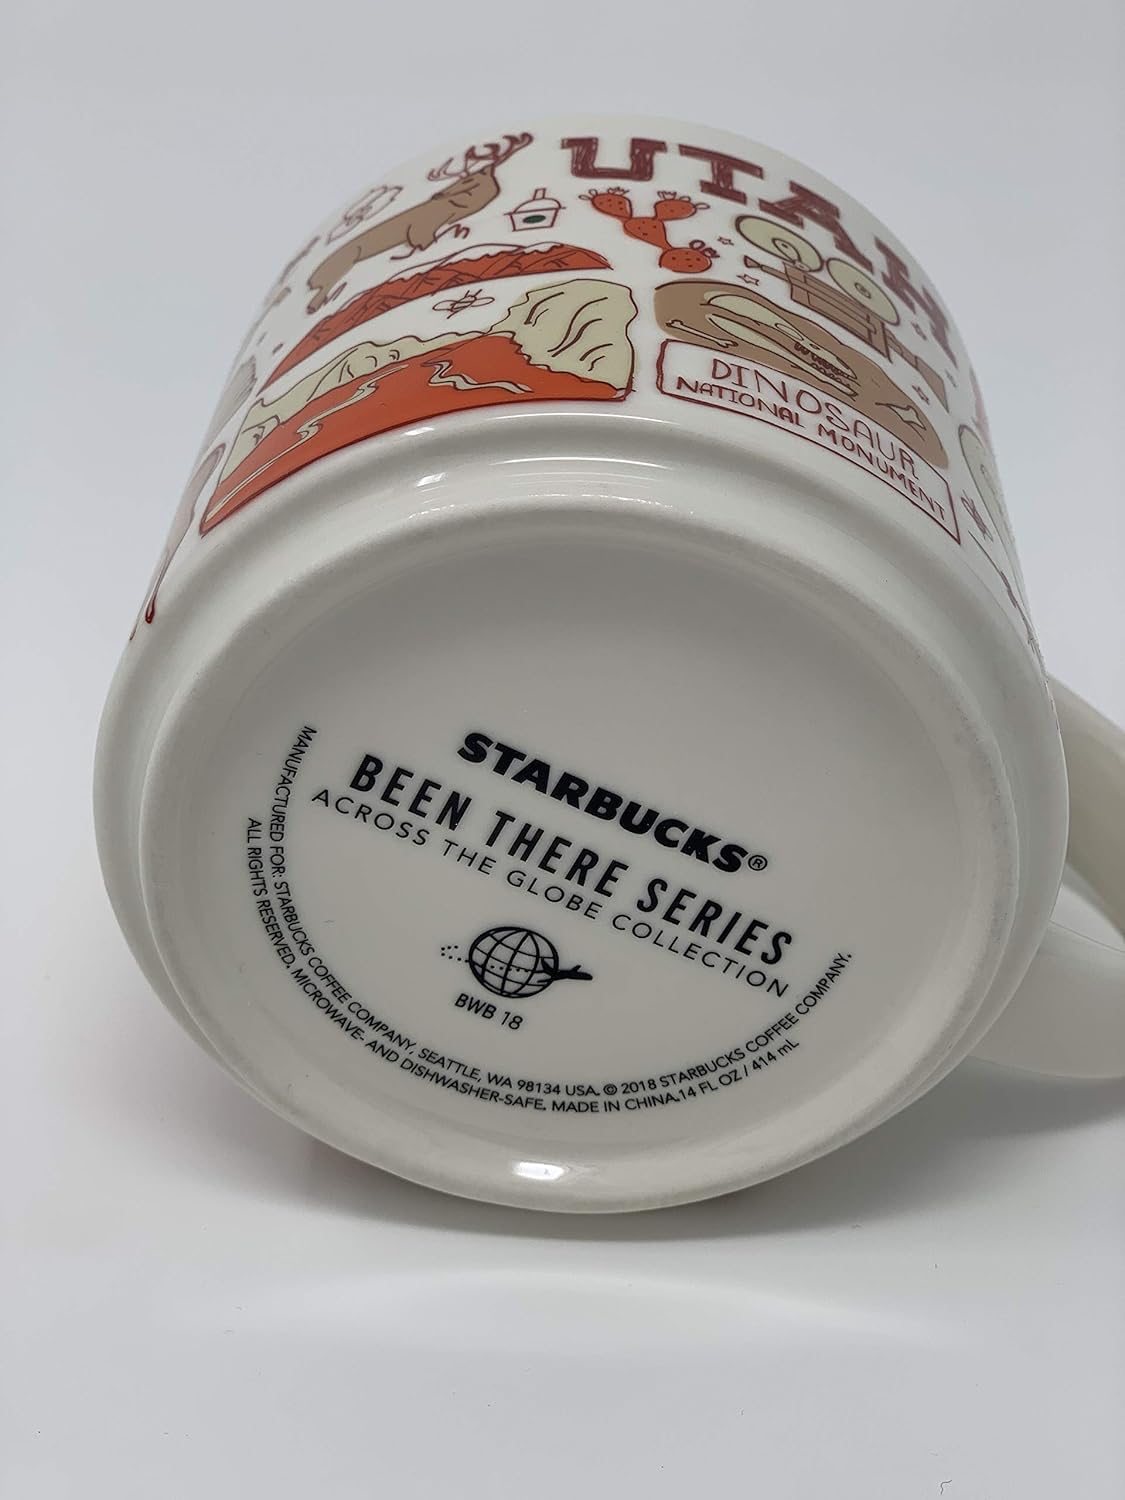 UTAH
DINOSAUR
NATIONAL MONUMENT
STARBUCKS®
BEEN THERE SERIES
ACROSS THE GLOBE COLLECTION
BWB 18
MANUFACTURED FOR: STARBUCKS COFFEE COMPANY, SEATTLE, WA 98134 USA. © 2018 STARBUCKS COFFEE COMPANY.
ALL RIGHTS RESERVED. MICROWAVE- AND DISHWASHER-SAFE. MADE IN CHINA.14 FL OZ / 414 mL